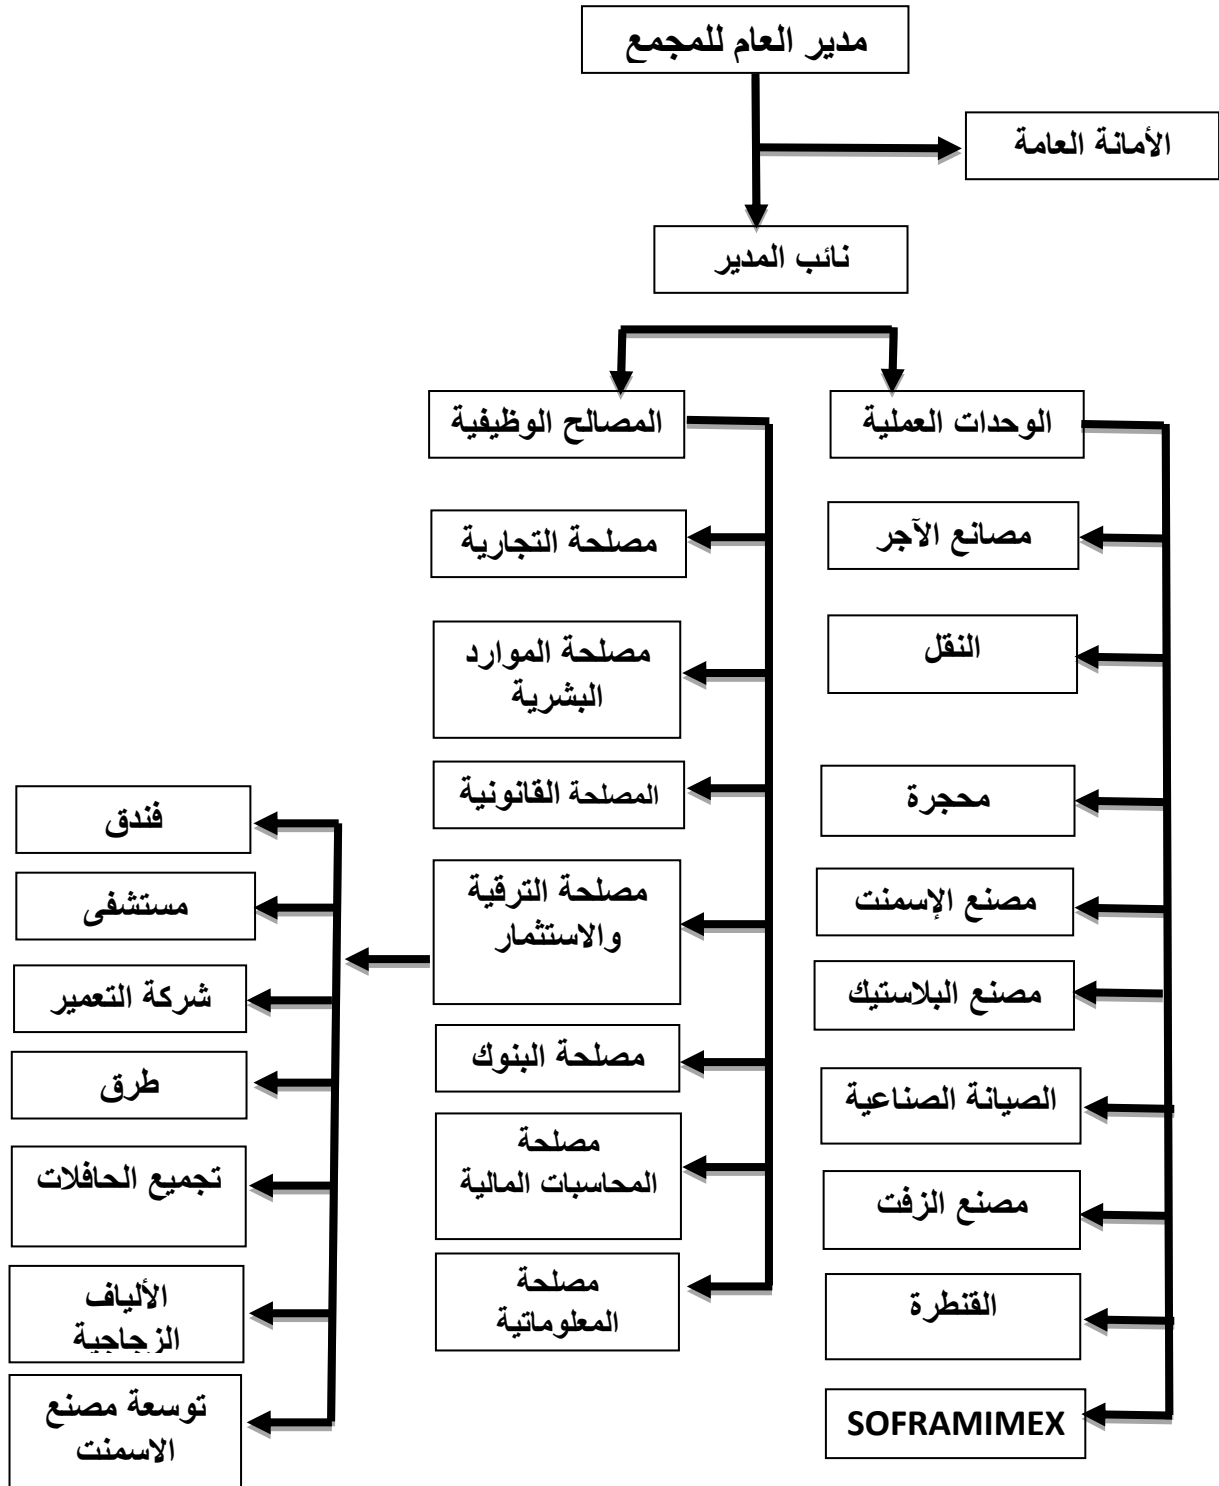 مدير العام للمجمع
الأمانة العامة
نائب المدير
الوحدات العملية
مصانع الآجر
النقل
محجرة
مصنع الإسمنت
مصنع البلاستيك
الصيانة الصناعية
مصنع الزفت
القنطرة
SOFRAMIMEX
المصالح الوظيفية
مصلحة التجارية
مصلحة الموارد
البشرية
المصلحة القانونية
مصلحة الترقية
والاستثمار
مصلحة البنوك
مصلحة
المحاسبات المالية
مصلحة
المعلوماتية
فندق
مستشفى
شركة التعمير
طرق
تجميع الحافلات
الألياف
الزجاجية
توسعة مصنع
الاسمنت